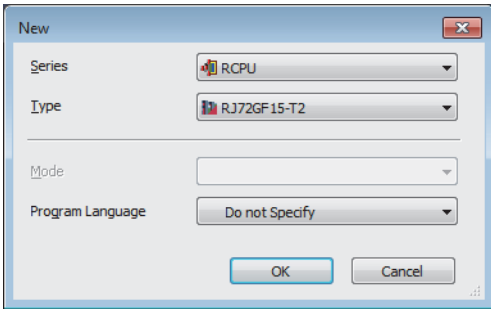 New
Series
RCPU
Type
RJ72GF15-T2
Mode
Program Language
Do not Specify
OK
Cancel